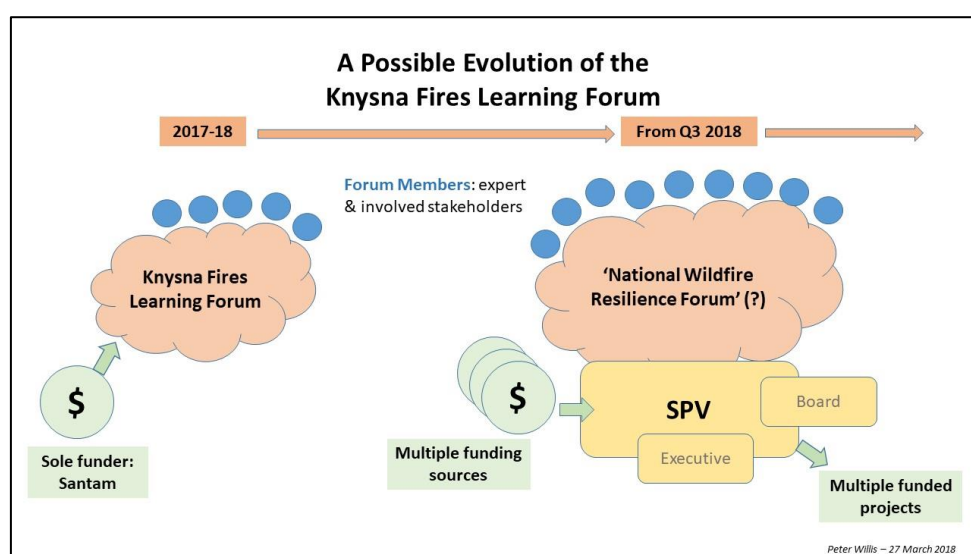 A Possible Evolution of the
Knysna Fires Learning Forum
2017-18
From Q3 2018
Forum Members: expert
& involved stakeholders
Knysna Fires
Learning Forum
‘National Wildfire
Resilience Forum’ (?)
$
Sole funder:
Santam
$
Multiple funding
sources
SPV
Board
Executive
Multiple funded
projects
Peter Willis – 27 March 2018